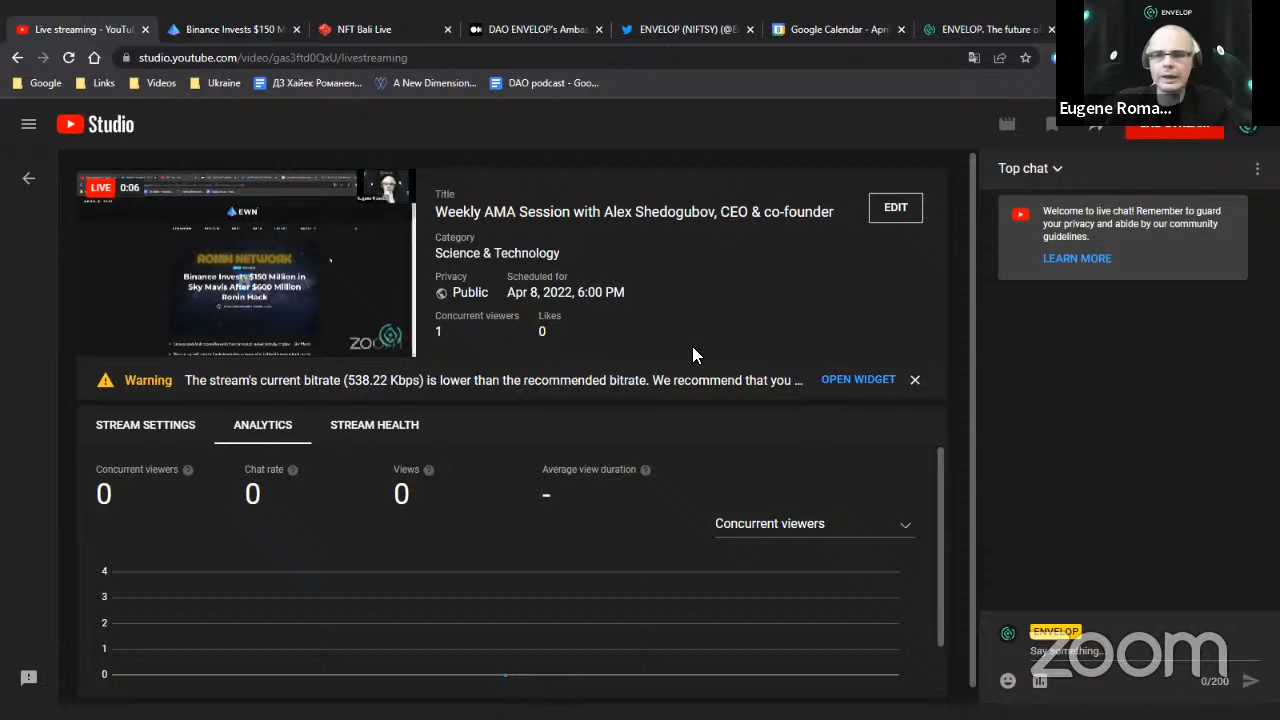 Live streaming - YouTu
Binance Invests $150 M
NFT Bali Live
DAO ENVELOP's Ambas
ENVELOP (NIFTSY) (@E
Google Calendar - Apri
ENVELOP. The future o
ENVELOP
studio.youtube.com/video/gas3ftd0QxU/livestreaming
Google
Links
Videos
Ukraine
ДЗ Хайек Романен...
A New Dimension...
DAO podcast - Goo...
Eugene Roma...
Studio
Top chat
LIVE 0:06
EWN
RONIN NETWORK
Binance Invests $150 Million in
Sky Mavis After $600 Million
Ronin Hack
ZOOM
Title
Weekly AMA Session with Alex Shedogubov, CEO & co-founder
EDIT
Category
Science & Technology
Privacy
Scheduled for
Public
Apr 8, 2022, 6:00 PM
Concurrent viewers
Likes
1
0
Welcome to live chat! Remember to guard
your privacy and abide by our community
guidelines.
LEARN MORE
Warning
The stream's current bitrate (538.22 Kbps) is lower than the recommended bitrate. We recommend that you ...
OPEN WIDGET
STREAM SETTINGS
ANALYTICS
STREAM HEALTH
Concurrent viewers
Chat rate
Views
Average view duration
0
0
0
-
Concurrent viewers
4
3
2
1
0
ENVELOP
Say something...
zoom
0/200